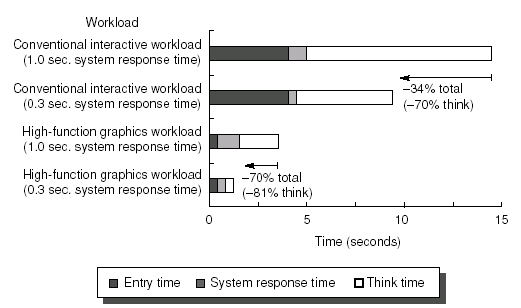 Workload
Conventional interactive workload
(1.0 sec. system response time)
Conventional interactive workload
(0.3 sec. system response time)
–34% total
(–70% think)
High-function graphics workload
(1.0 sec. system response time)
High-function graphics workload
(0.3 sec. system response time)
–70% total
(–81% think)
0 5 10 15
Time (seconds)
Entry time System response time Think time